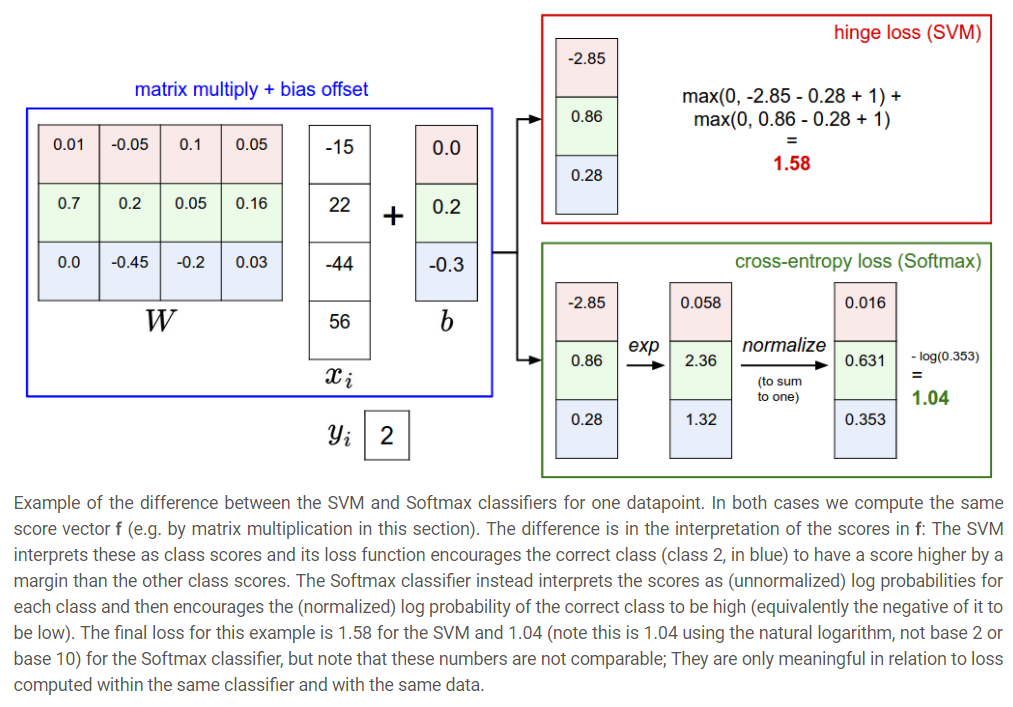 hinge loss (SVM)
matrix multiply + bias offset
0.01 -0.05 0.1 0.05
0.7 0.2 0.05 0.16
0.0 -0.45 -0.2 0.03
W
-15
22
-44
56
x_i
+
0.0
0.2
-0.3
b
y_i 2
-2.85
0.86
0.28
max(0, -2.85 - 0.28 + 1) +
max(0, 0.86 - 0.28 + 1)
=
1.58
cross-entropy loss (Softmax)
-2.85
0.86
0.28
exp
0.058
2.36
1.32
normalize
(to sum
to one)
0.016
0.631
0.353
- log(0.353)
=
1.04
Example of the difference between the SVM and Softmax classifiers for one datapoint. In both cases we compute the same
score vector f (e.g. by matrix multiplication in this section). The difference is in the interpretation of the scores in f: The SVM
interprets these as class scores and its loss function encourages the correct class (class 2, in blue) to have a score higher by a
margin than the other class scores. The Softmax classifier instead interprets the scores as (unnormalized) log probabilities for
each class and then encourages the (normalized) log probability of the correct class to be high (equivalently the negative of it to
be low). The final loss for this example is 1.58 for the SVM and 1.04 (note this is 1.04 using the natural logarithm, not base 2 or
base 10) for the Softmax classifier, but note that these numbers are not comparable; They are only meaningful in relation to loss
computed within the same classifier and with the same data.